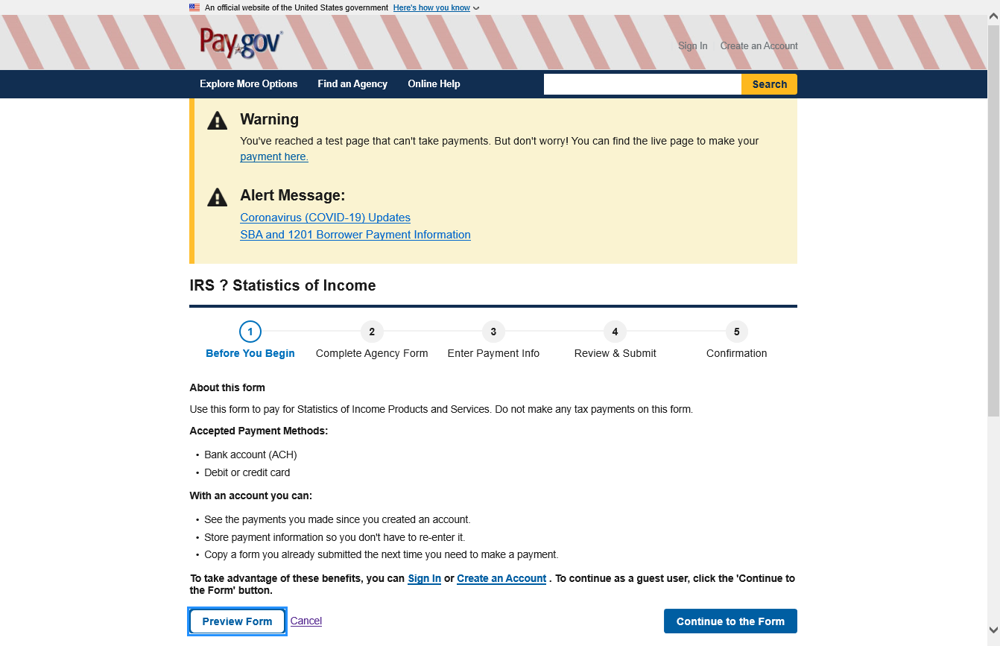 An official website of the United States government Here's how you know
Pay.gov
Sign In Create an Account
Explore More Options Find an Agency Online Help Search
Warning
You've reached a test page that can't take payments. But don't worry! You can find the live page to make your
payment here.
Alert Message:
Coronavirus (COVID-19) Updates
SBA and 1201 Borrower Payment Information
IRS ? Statistics of Income
1 2 3 4 5
Before You Begin Complete Agency Form Enter Payment Info Review & Submit Confirmation
About this form
Use this form to pay for Statistics of Income Products and Services. Do not make any tax payments on this form.
Accepted Payment Methods:
• Bank account (ACH)
• Debit or credit card
With an account you can:
• See the payments you made since you created an account.
• Store payment information so you don't have to re-enter it.
• Copy a form you already submitted the next time you need to make a payment.
To take advantage of these benefits, you can Sign In or Create an Account . To continue as a guest user, click the 'Continue to
the Form' button.
Preview Form Cancel Continue to the Form